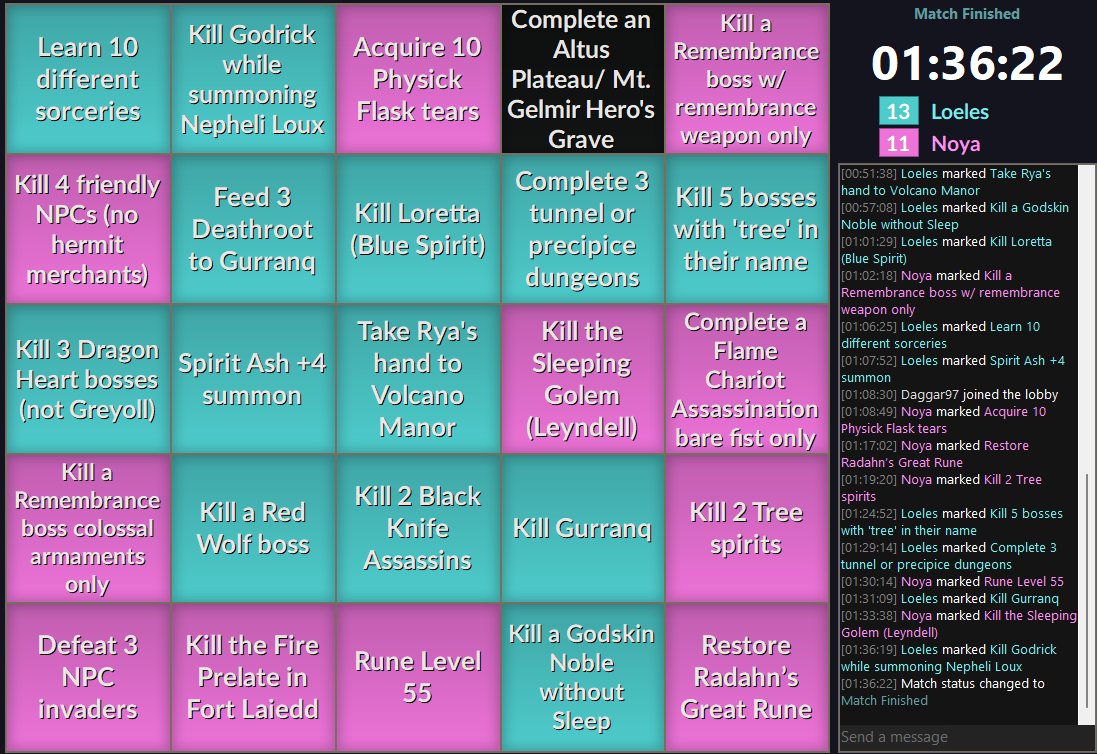 Learn 10
different
sorceries
Kill Godrick
while
summoning
Nepheli Loux
Acquire 10
Physick
Flask tears
Complete an
Altus
Plateau/ Mt.
Gelmir Hero's
Grave
Kill a
Remembrance
boss w/
remembrance
weapon only
Kill 4 friendly
NPCs (no
hermit
merchants)
Feed 3
Deathroot
to Gurranq
Kill Loretta
(Blue Spirit)
Complete 3
tunnel or
precipice
dungeons
Kill 5 bosses
with 'tree' in
their name
Kill 3 Dragon
Heart bosses
(not Greyoll)
Spirit Ash +4
summon
Take Rya's
hand to
Volcano
Manor
Kill the
Sleeping
Golem
(Leyndell)
Complete a
Flame
Chariot
Assassination
bare fist only
Kill a
Remembrance
boss colossal
armaments
only
Kill a Red
Wolf boss
Kill 2 Black
Knife
Assassins
Kill Gurranq
Kill 2 Tree
spirits
Defeat 3
NPC
invaders
Kill the Fire
Prelate in
Fort Laiedd
Rune Level
55
Kill a Godskin
Noble
without
Sleep
Restore
Radahn’s
Great Rune
Match Finished
01:36:22
13 Loeles
11 Noya
[00:51:38] Loeles marked Take Rya's
hand to Volcano Manor
[00:57:08] Loeles marked Kill a Godskin
Noble without Sleep
[01:01:29] Loeles marked Kill Loretta
(Blue Spirit)
[01:02:18] Noya marked Kill a
Remembrance boss w/ remembrance
weapon only
[01:06:25] Loeles marked Learn 10
different sorceries
[01:07:52] Loeles marked Spirit Ash +4
summon
[01:08:30] Daggar97 joined the lobby
[01:08:49] Noya marked Acquire 10
Physick Flask tears
[01:17:02] Noya marked Restore
Radahn's Great Rune
[01:19:20] Noya marked Kill 2 Tree
spirits
[01:24:52] Loeles marked Kill 5 bosses
with 'tree' in their name
[01:29:14] Loeles marked Complete 3
tunnel or precipice dungeons
[01:30:14] Noya marked Rune Level 55
[01:31:09] Loeles marked Kill Gurranq
[01:33:38] Noya marked Kill the Sleeping
Golem (Leyndell)
[01:36:19] Loeles marked Kill Godrick
while summoning Nepheli Loux
[01:36:22] Match status changed to
Match Finished
Send a message